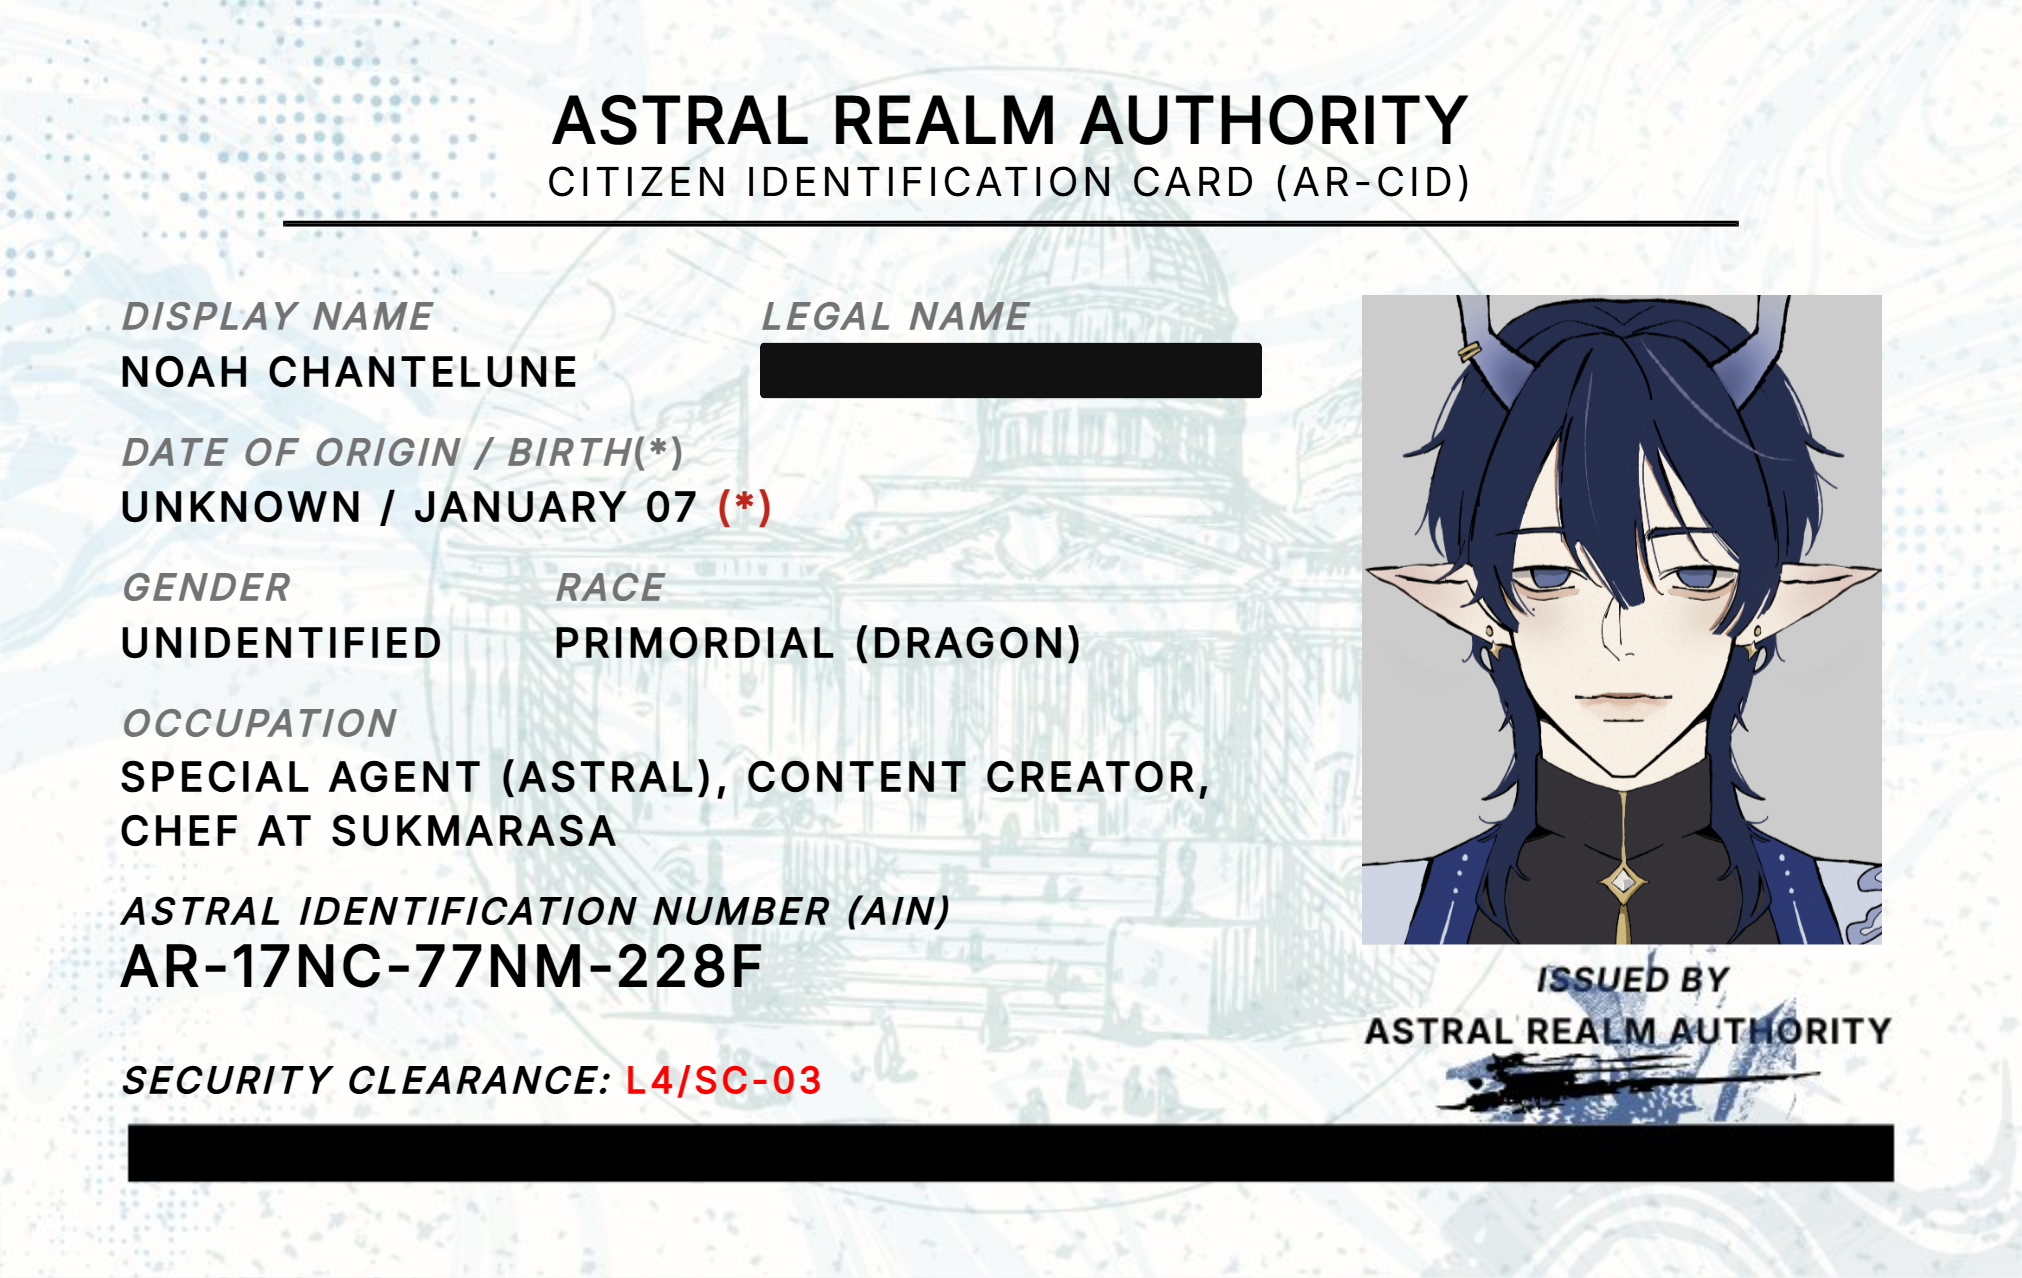 ASTRAL REALM AUTHORITY
CITIZEN IDENTIFICATION CARD (AR-CID)
DISPLAY NAME
NOAH CHANTELUNE
LEGAL NAME
DATE OF ORIGIN / BIRTH(*)
UNKNOWN / JANUARY 07 (*)
GENDER
UNIDENTIFIED
RACE
PRIMORDIAL (DRAGON)
OCCUPATION
SPECIAL AGENT (ASTRAL), CONTENT CREATOR,
CHEF AT SUKMARASA
ASTRAL IDENTIFICATION NUMBER (AIN)
AR-17NC-77NM-228F
SECURITY CLEARANCE: L4/SC-03
ISSUED BY
ASTRAL REALM AUTHORITY